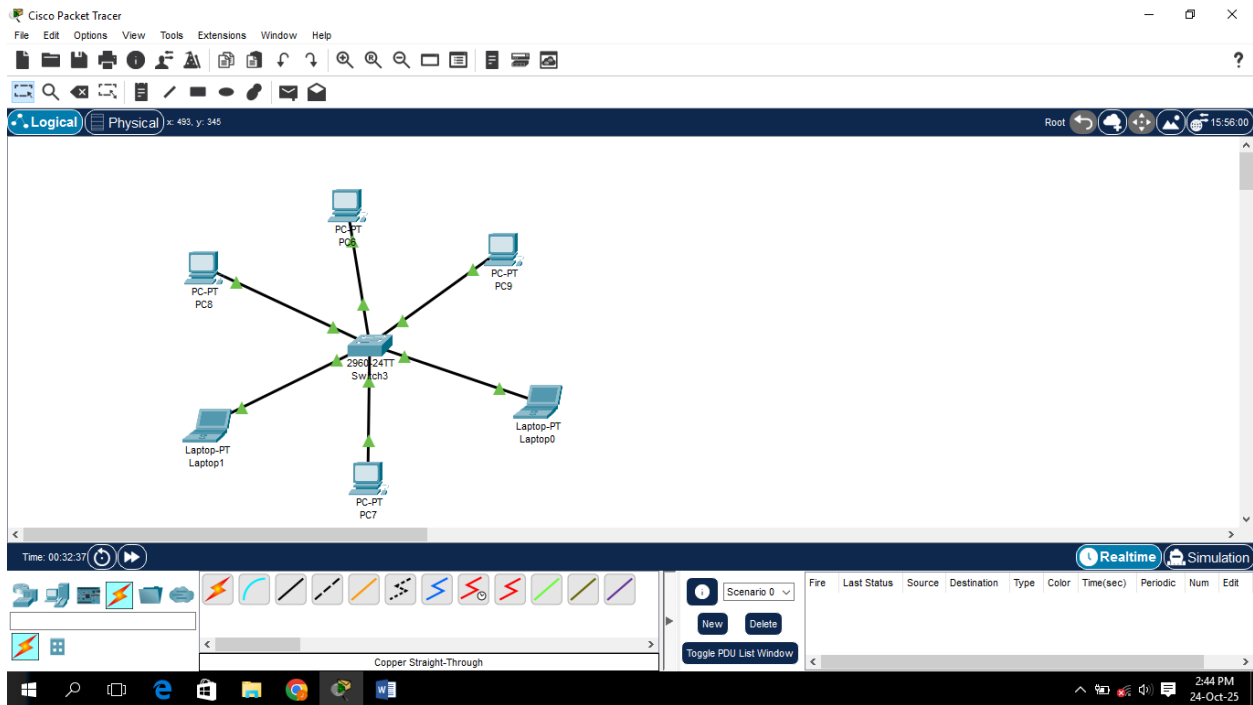 Cisco Packet Tracer
File Edit Options View Tools Extensions Window Help
?
Logical Physical x: 493, y: 345 Root 15:56:00
PC-PT
PC6
PC-PT
PC9
PC-PT
PC8
2960-24TT
Switch3
Laptop-PT
Laptop0
Laptop-PT
Laptop1
PC-PT
PC7
Time: 00:32:37 Realtime Simulation
Scenario 0
Fire Last Status Source Destination Type Color Time(sec) Periodic Num Edit
New Delete
Toggle PDU List Window
Copper Straight-Through
2:44 PM
24-Oct-25